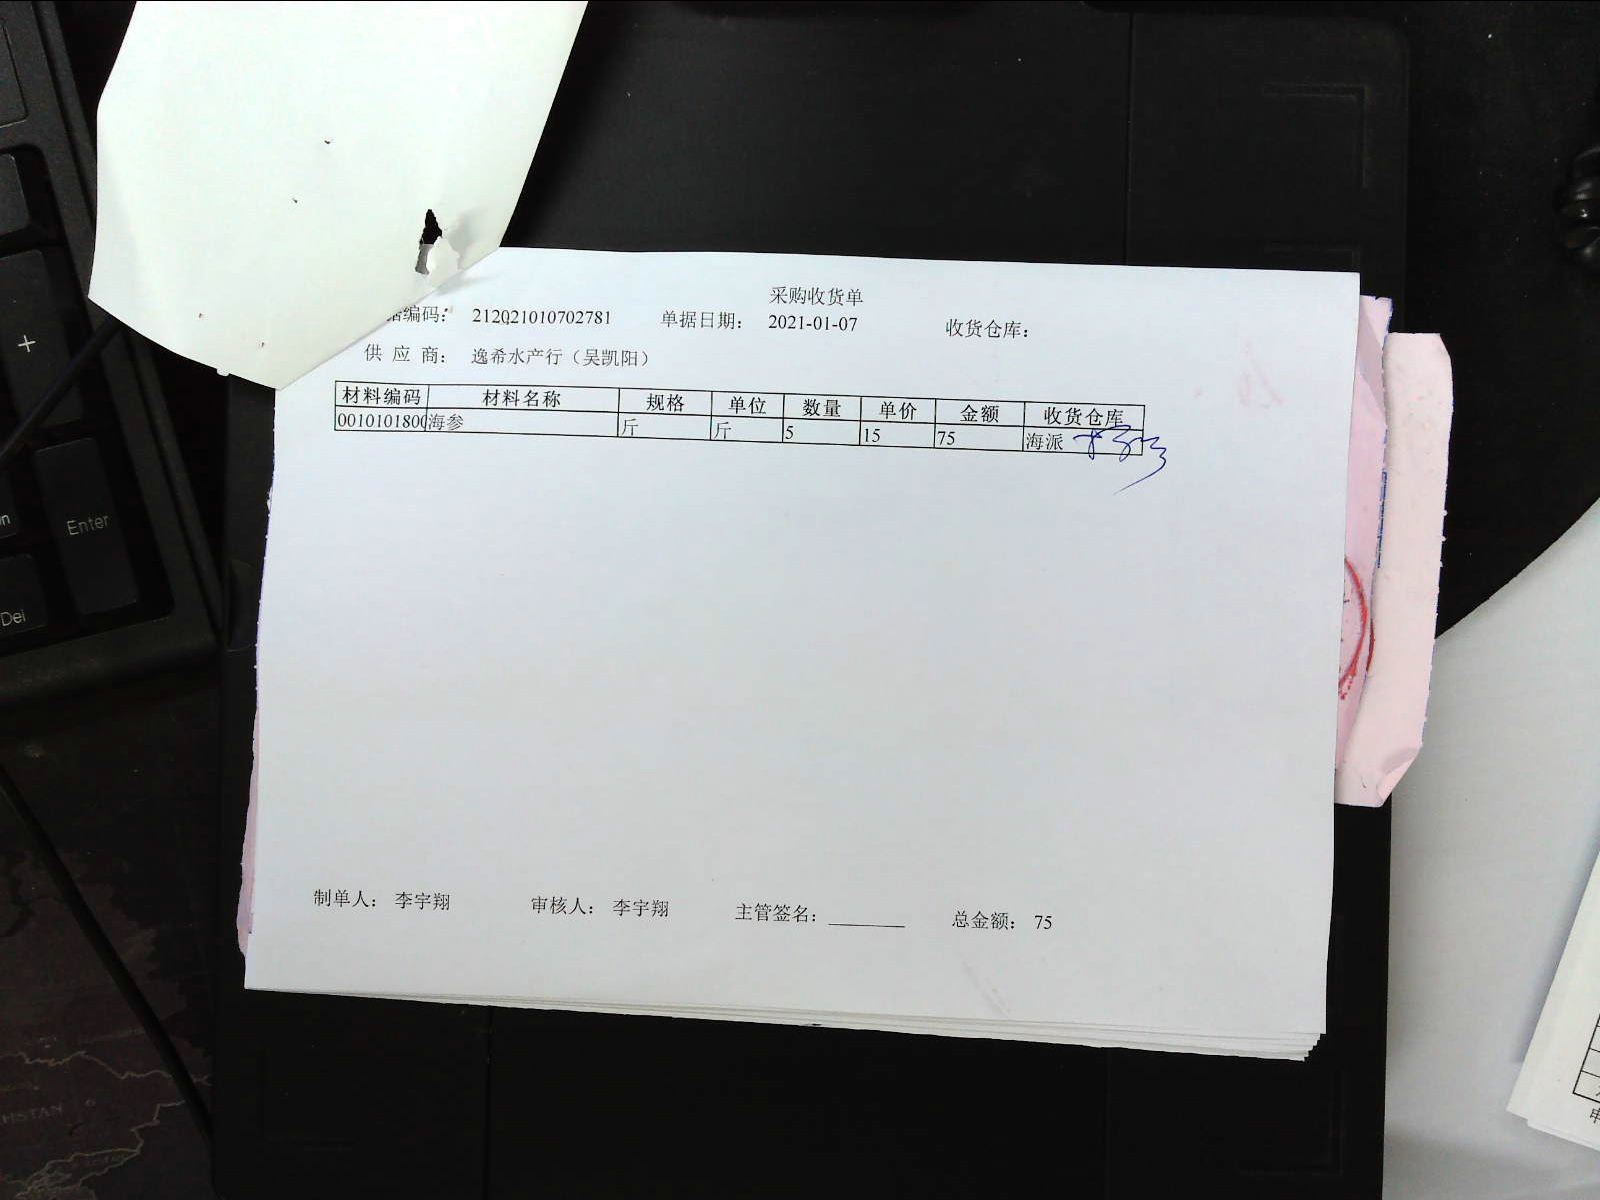 采购收货单
据编码： 212021010702781 单据日期： 2021-01-07 收货仓库：
供 应 商： 逸希水产行（吴凯阳）
材料编码 材料名称 规格 单位 数量 单价 金额 收货仓库
0010101800 海参 斤 斤 5 15 75 海派
制单人： 李宇翔 审核人： 李宇翔 主管签名： 总金额： 75
+
Enter
Del